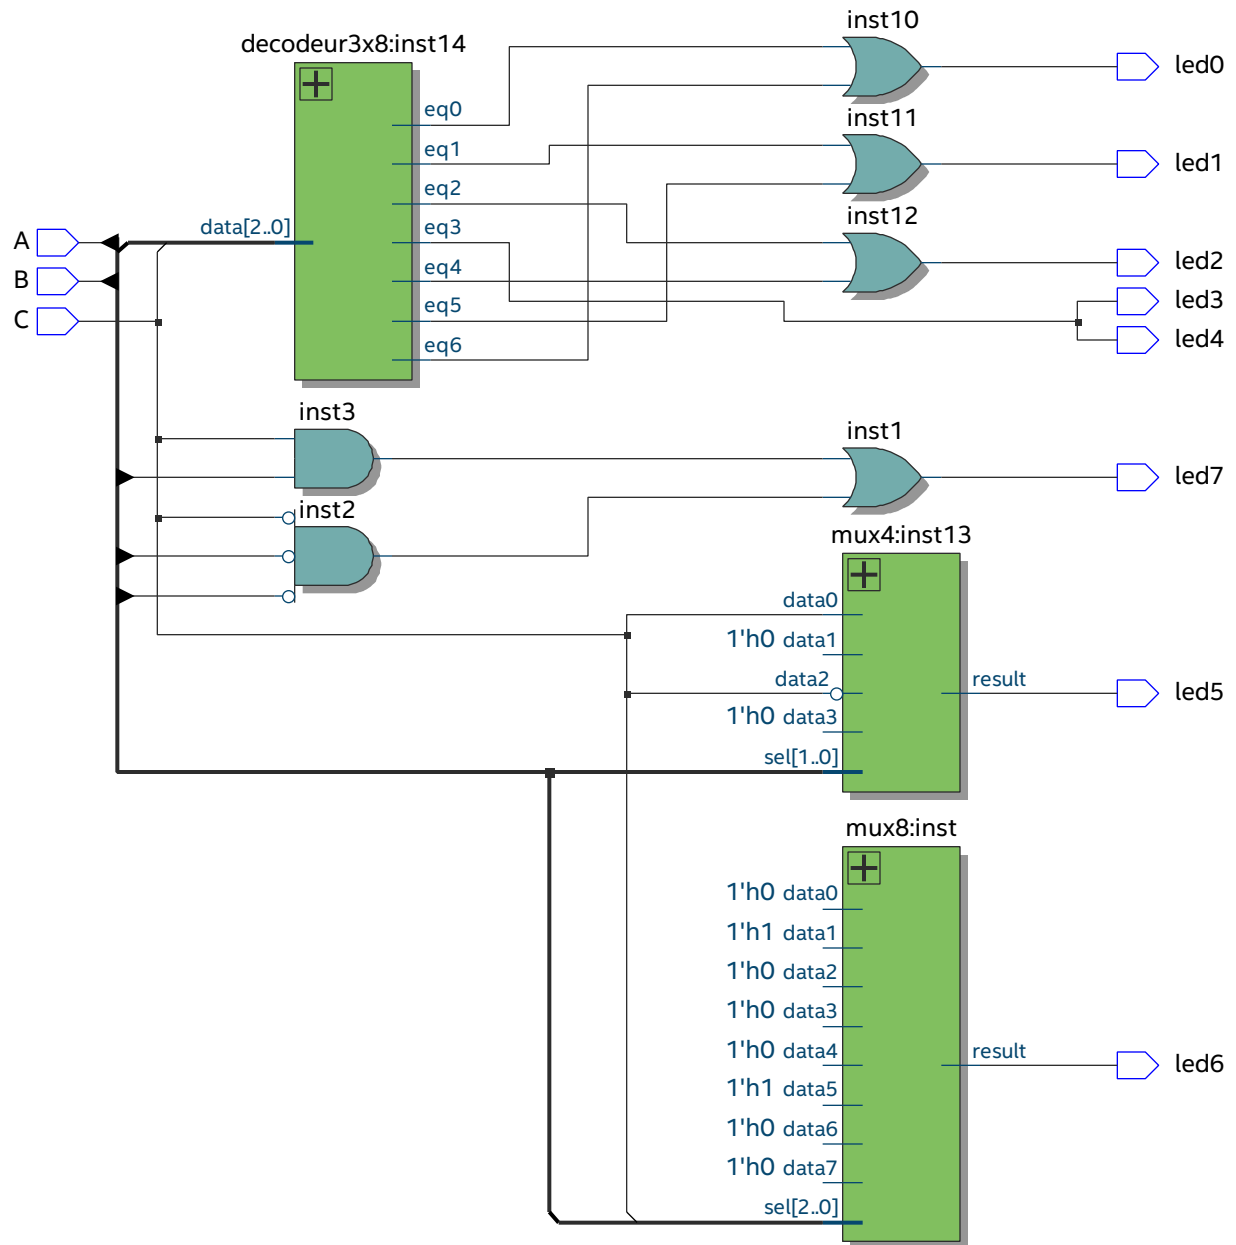 inst10
decodeur3x8:inst14
led0
eq0
inst11
eq1
led1
eq2
inst12
data[2..0]
eq3
A
led2
eq4
B
led3
eq5
C
led4
eq6
inst3
inst1
led7
inst2
mux4:inst13
data0
1'h0 data1
data2
result
led5
1'h0 data3
sel[1..0]
mux8:inst
1'h0 data0
1'h1 data1
1'h0 data2
1'h0 data3
1'h0 data4
result
led6
1'h1 data5
1'h0 data6
1'h0 data7
sel[2..0]